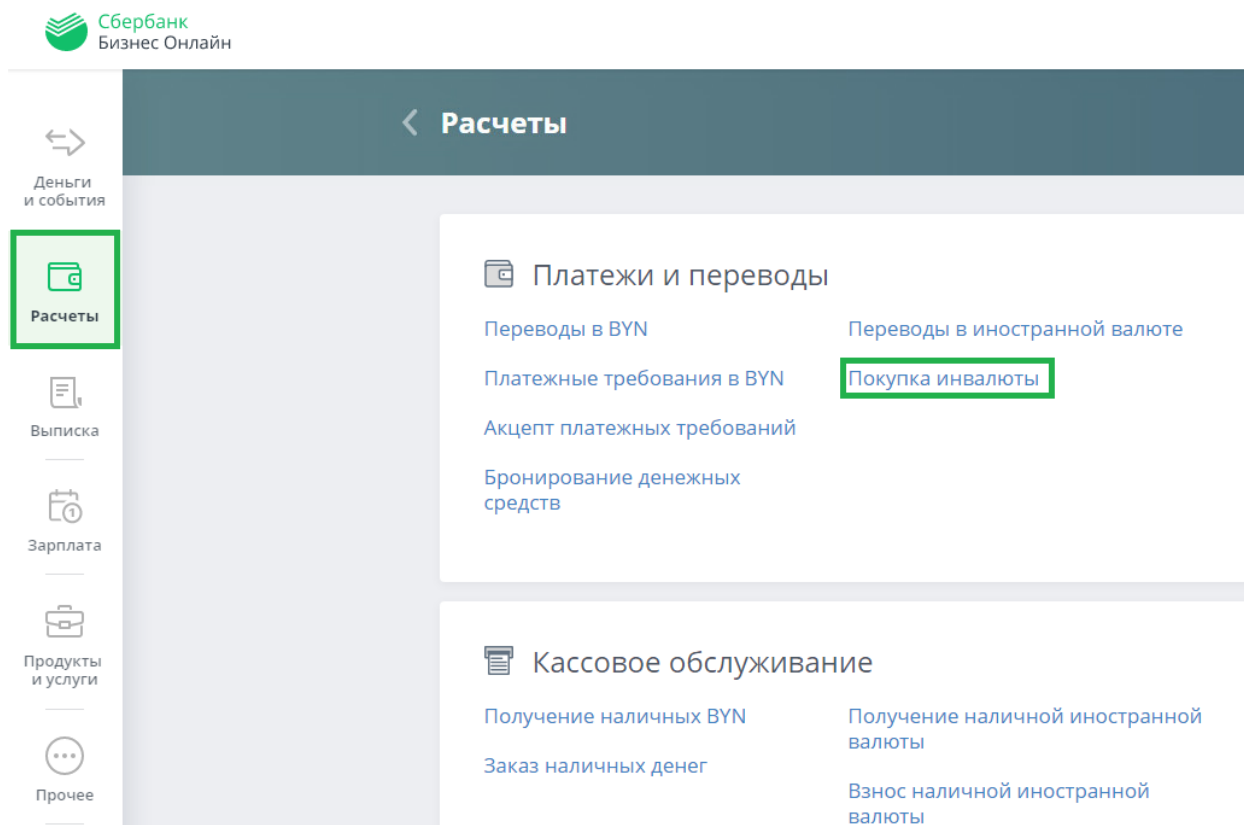 Сбербанк
Бизнес Онлайн
Деньги
и события
Расчеты
Выписка
Зарплата
Продукты
и услуги
Прочее
Расчеты
Платежи и переводы
Переводы в BYN
Платежные требования в BYN
Акцепт платежных требований
Бронирование денежных
средств
Переводы в иностранной валюте
Покупка инвалюты
Кассовое обслуживание
Получение наличных BYN
Заказ наличных денег
Получение наличной иностранной
валюты
Взнос наличной иностранной
валюты